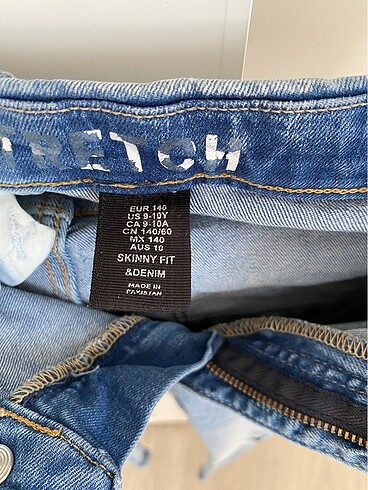 STRETCH
EUR 140
US 9-10Y
CA 9-10A
CN 140/60
MX 140
AUS 10
SKINNY FIT
&DENIM
MADE IN
PAKISTAN